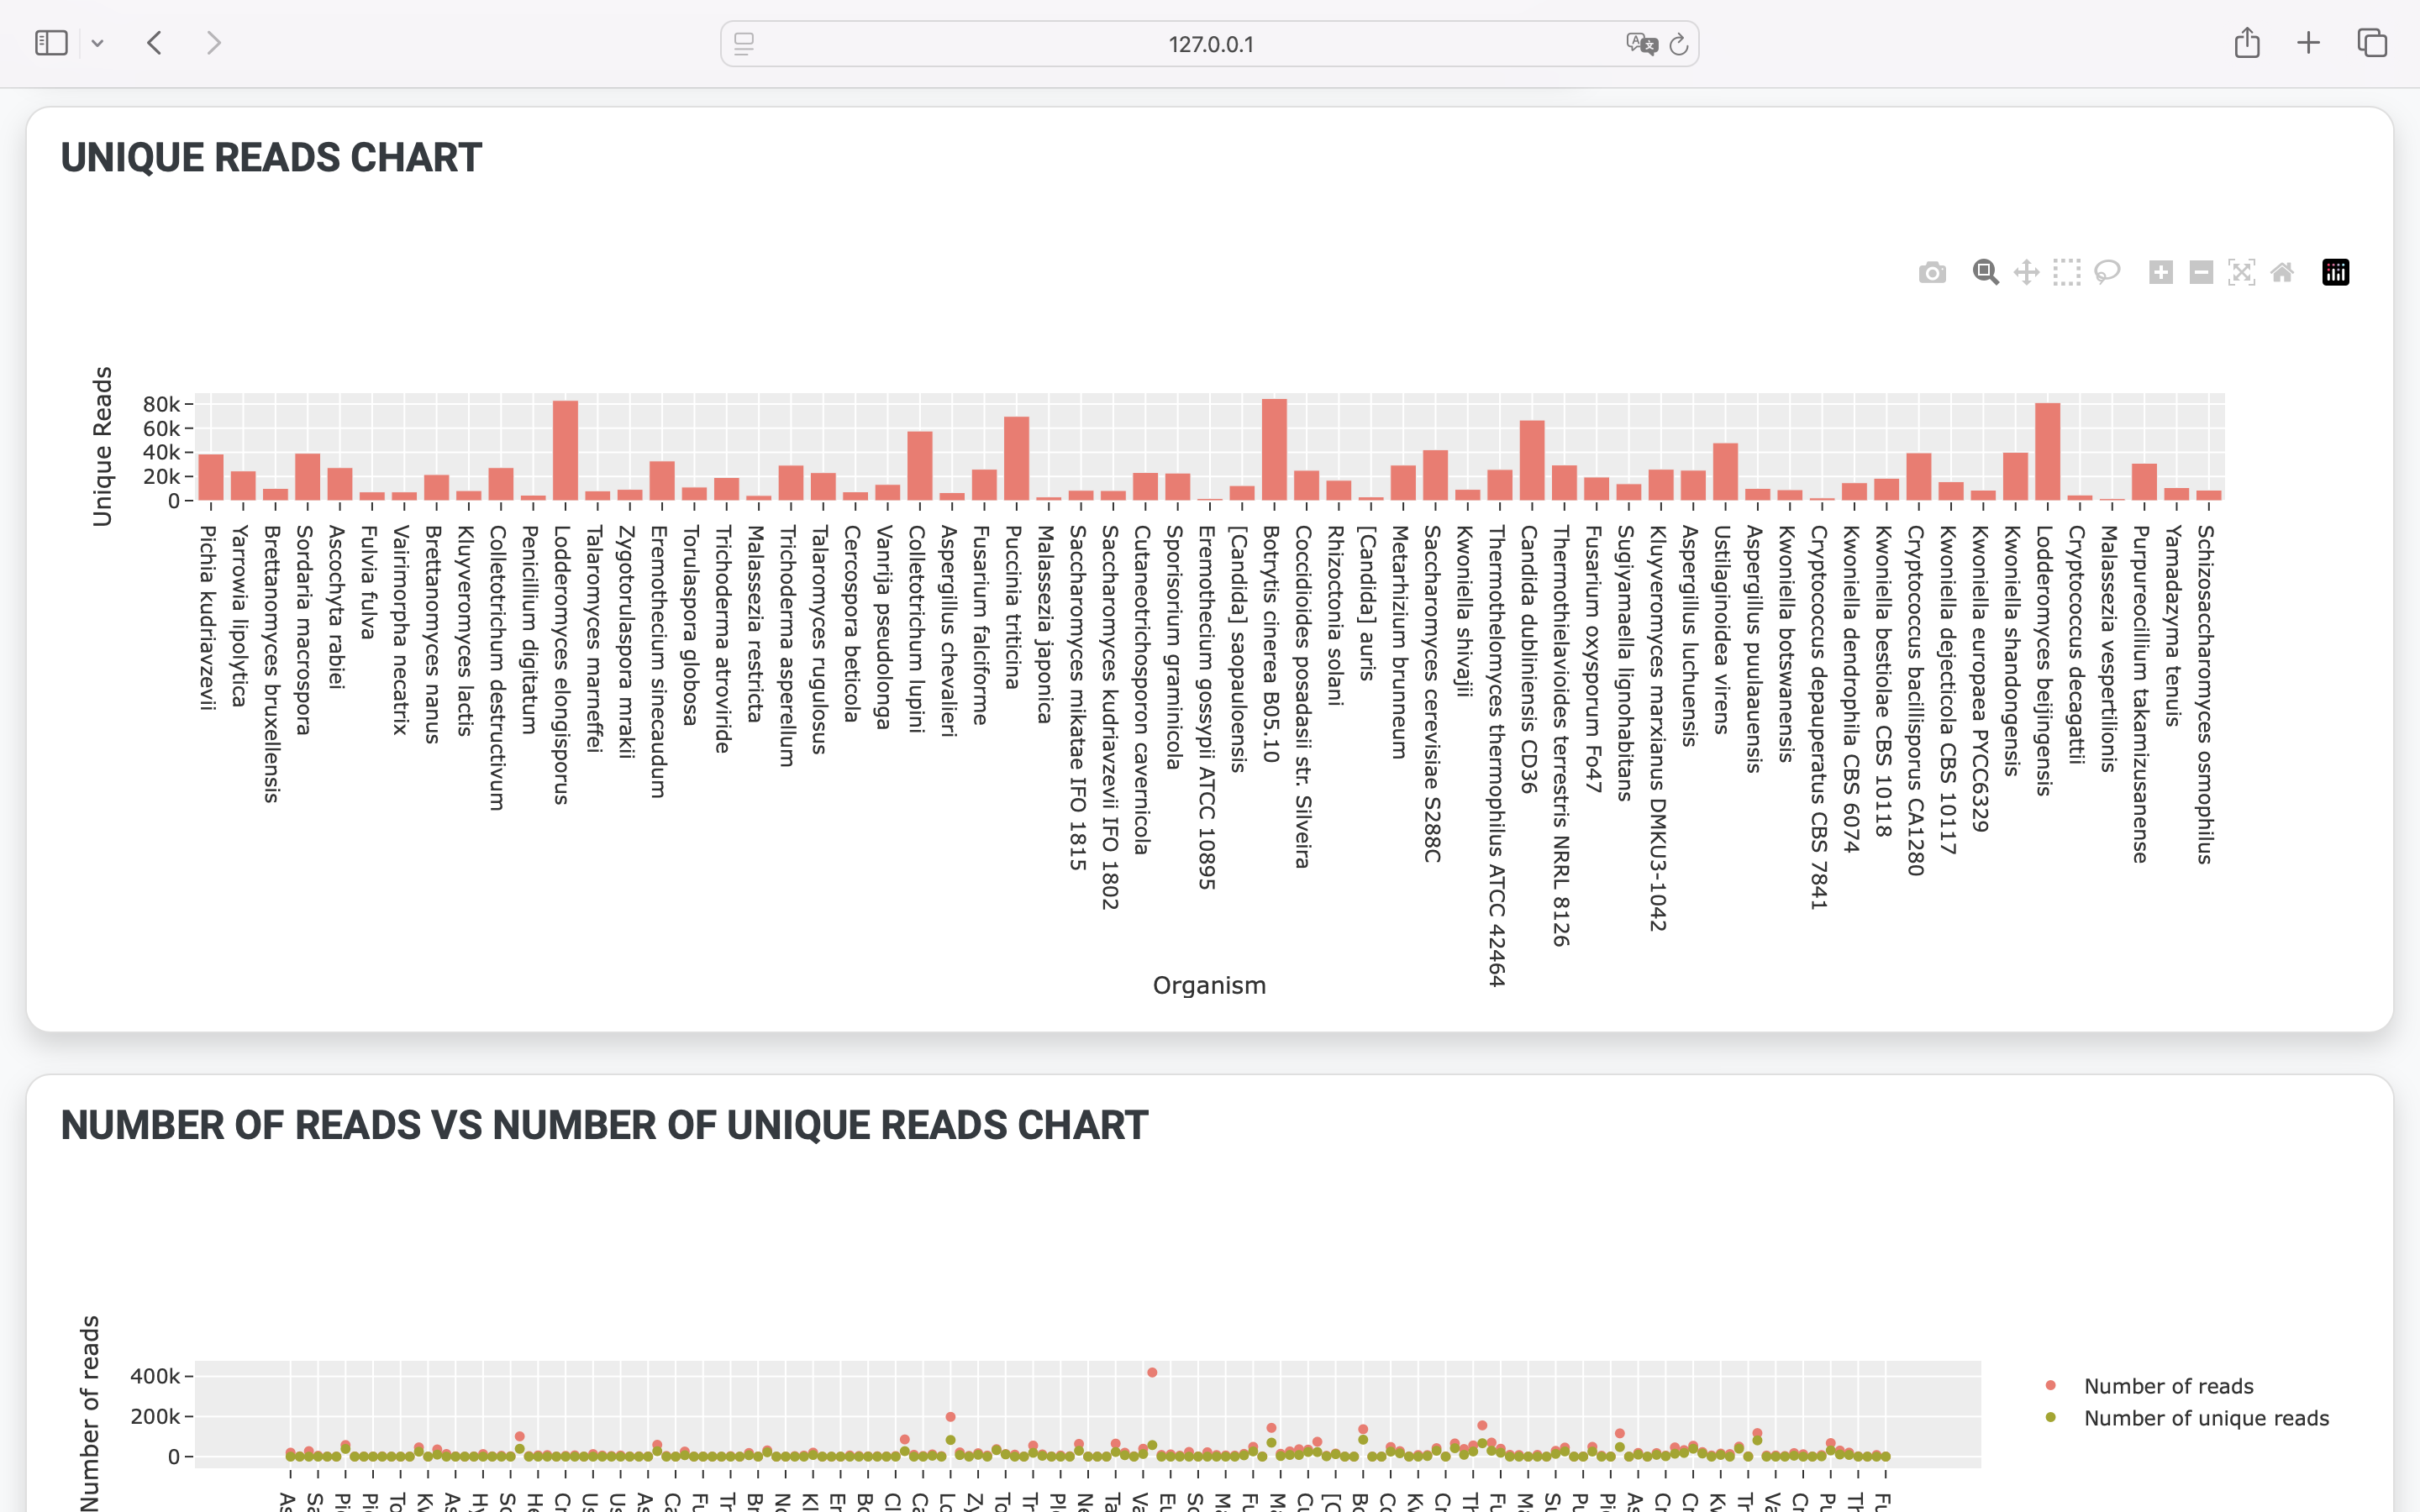 127.0.0.1
UNIQUE READS CHART
Unibue Reads
80k
60k
40k
20k
0
Pichia kudriavzevii
Yarrowia lipolytica
Brettanomyces bruxellensis
Sordaria macrospora
Ascochyta rabiei
Fulvia fulva
Vairimorpha necatrix
Brettanomyces nanus
Kluyveromyces lactis
Colletotrichum destructivum
Penicillium digitatum
Lodderomyces elongisporus
Talaromyces marneffei
Zygotorulaspora mrakii
Eremothecium sinecaudum
Torulaspora globosa
Trichoderma atroviride
Malassezia restricta
Trichoderma asperellum
Talaromyces rugulosus
Cercospora beticola
Vanrija pseudolonga
Colletotrichum lupini
Aspergillus chevalieri
Fusarium falciforme
Puccinia triticina
Malassezia japonica
Saccharomyces mikatae IFO 1815
Saccharomyces kudriavzevii IFO 1802
Cutaneotrichosporon cavernicola
Sporisorium graminicola
Eremothecium gossypii ATCC 10895
[Candida] saopauloensis
Botrytis cinerea B05.10
Coccidioides posadasii str. Silveira
Rhizoctonia solani
[Candida] auris
Metarhizium brunneum
Saccharomyces cerevisiae S288C
Kwoniella shivajii
Thermothelomyces thermophilus ATCC 42464
Candida dubliniensis CD36
Thermothielavioides terrestris NRRL 8126
Fusarium oxysporum Fo47
Sugiyamaella lignohabitans
Kluyveromyces marxianus DMKU3-1042
Aspergillus luchuensis
Ustilaginoidea virens
Aspergillus puulaauensis
Kwoniella botswanensis
Cryptococcus depauperatus CBS 7841
Kwoniella dendrophila CBS 6074
Kwoniella bestiolae CBS 10118
Cryptococcus bacillisporus CA1280
Kwoniella dejecticola CBS 10117
Kwoniella europaea PYCC6329
Kwoniella shandongensis
Lodderomyces beijingensis
Cryptococcus decagattii
Malassezia vespertilionis
Purpureocillium takamizusanense
Yamadazyma tenuis
Schizosaccharomyces osmophilus
Organism
NUMBER OF READS VS NUMBER OF UNIQUE READS CHART
Number of reads
400k
200k
0
Number of reads
Number of unique reads